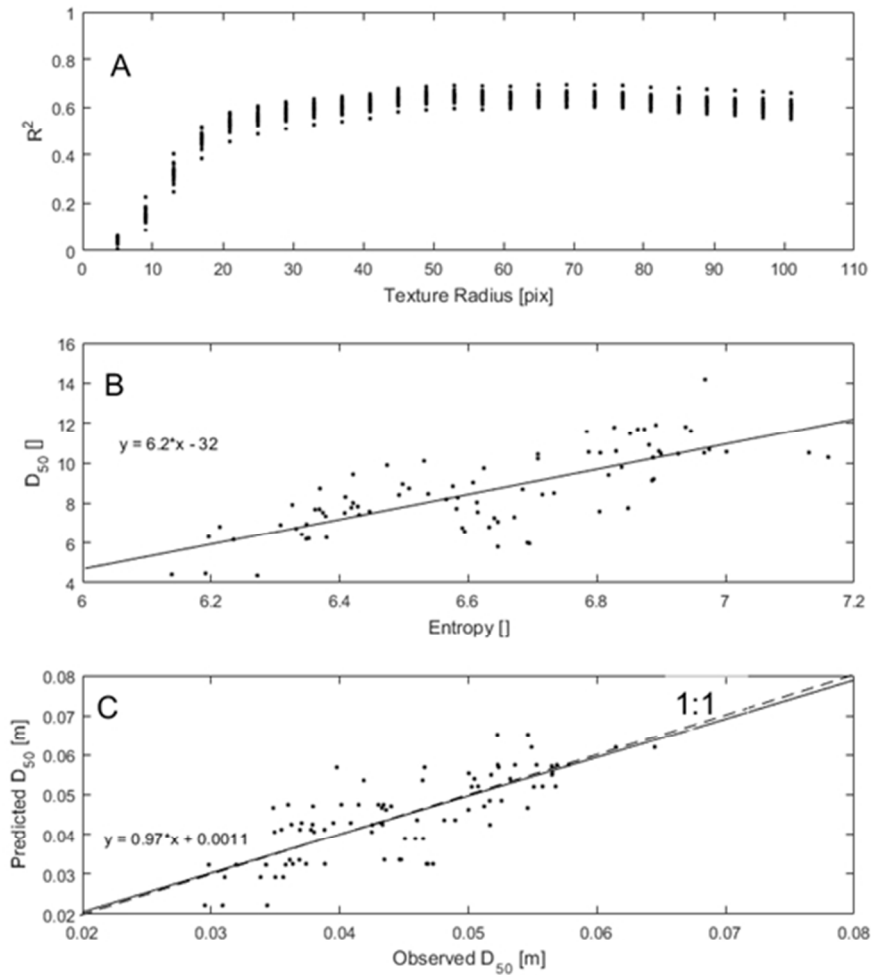 A
1
0.8
0.6
0.4
0.2
0
R2
0 10 20 30 40 50 60 70 80 90 100 110
Texture Radius [pix]
B
16
14
12
10
8
6
4
D50 []
y = 6.2*x - 32
6 6.2 6.4 6.6 6.8 7 7.2
Entropy []
C
1:1
0.08
0.07
0.06
0.05
0.04
0.03
0.02
Predicted D50 [m]
y = 0.97*x + 0.0011
0.02 0.03 0.04 0.05 0.06 0.07 0.08
Observed D50 [m]